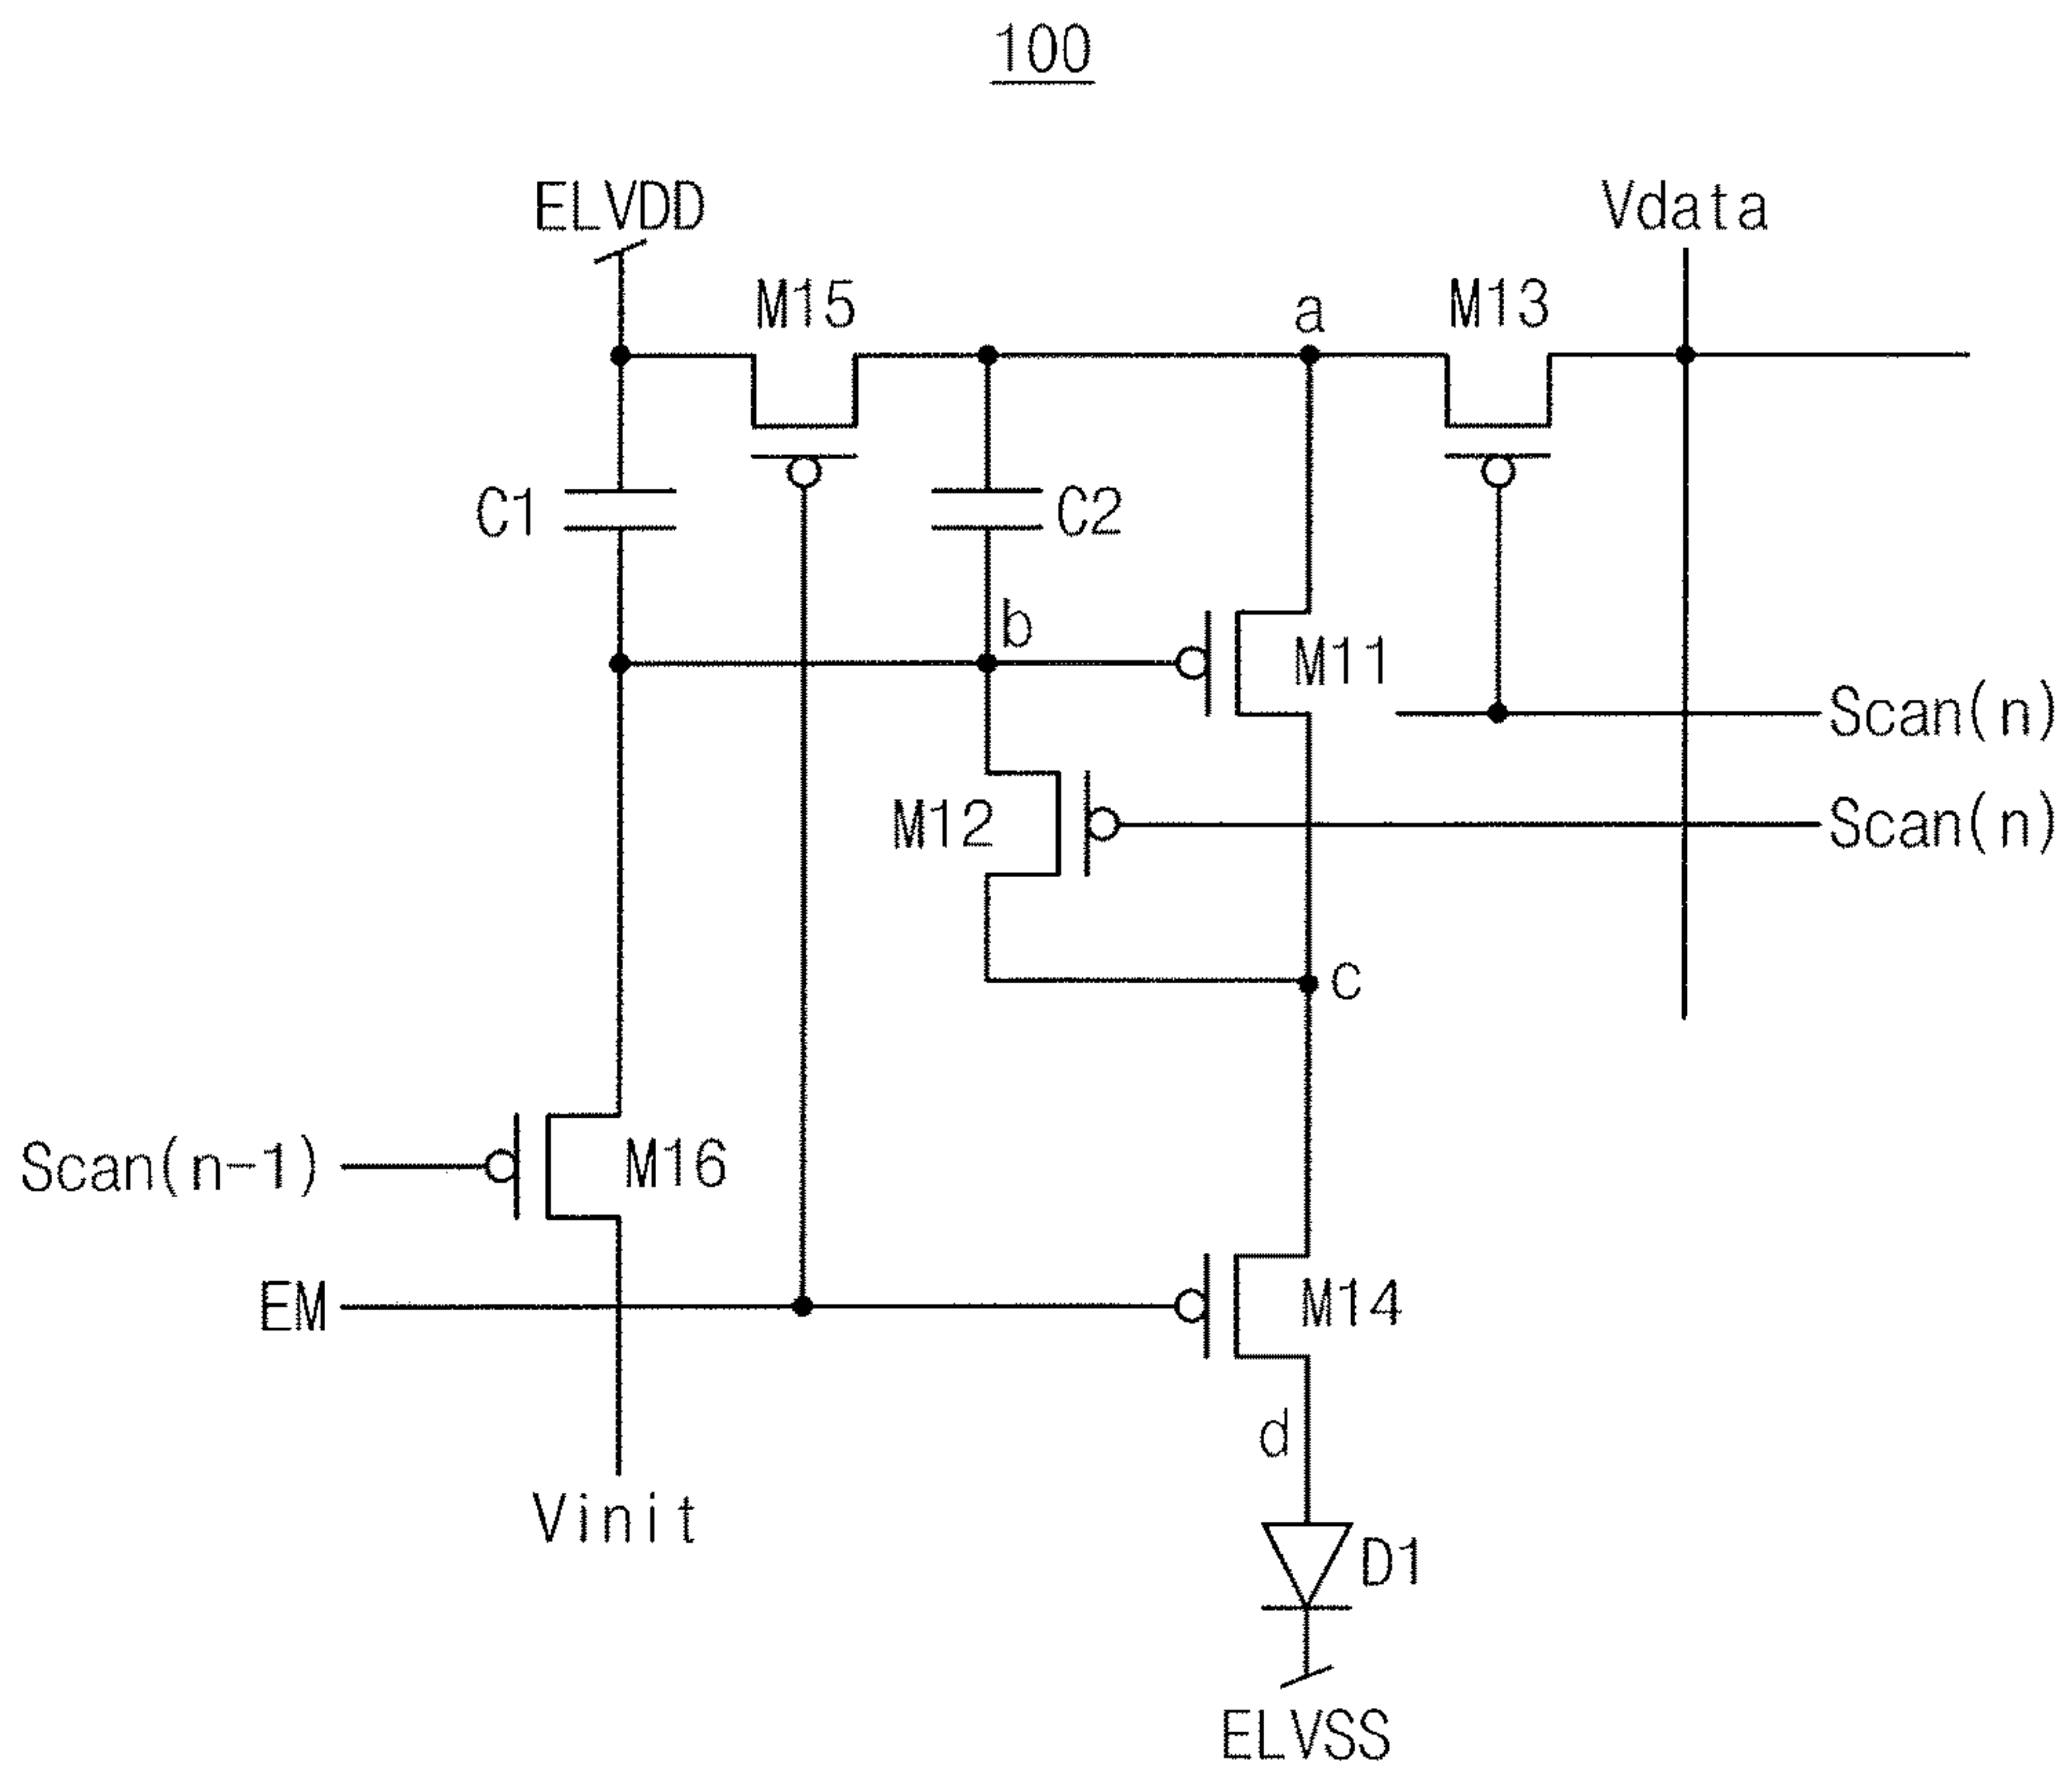 100
ELVDD
Vdata
M15
a
M13
C1
C2
b
M11
Scan(n)
M12
Scan(n)
c
Scan(n-1)
M16
EM
M14
d
Vinit
D1
ELVSS